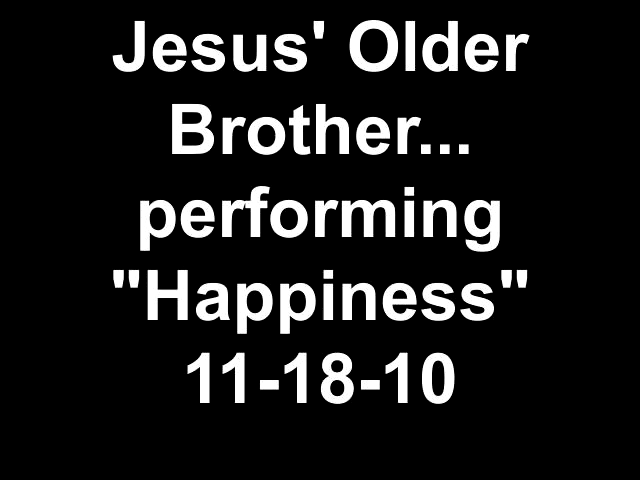 Jesus' Older
Brother...
performing
"Happiness"
11-18-10